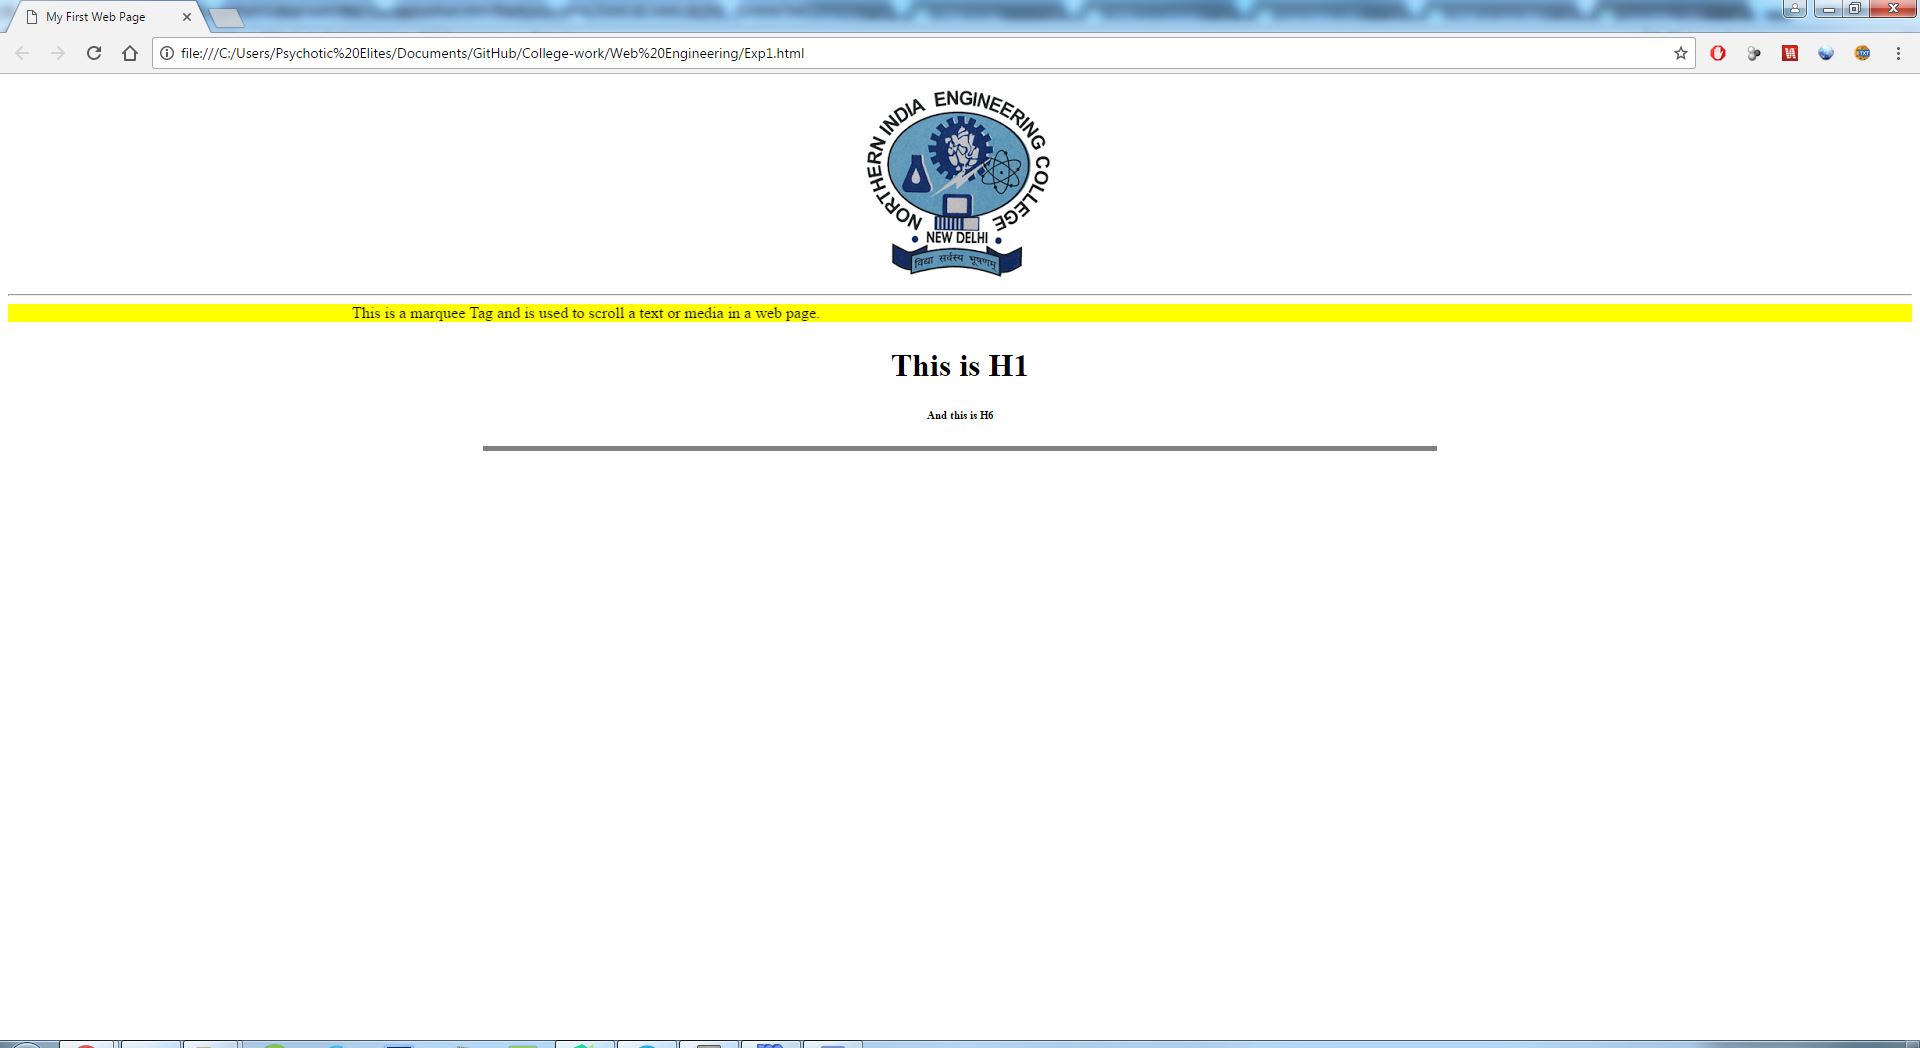 My First Web Page
file:///C:/Users/Psychotic%20Elites/Documents/GitHub/College-work/Web%20Engineering/Exp1.html
NORTHERN INDIA ENGINEERING COLLEGE
NEW DELHI
विद्या सर्वस्य भूषणम्
This is a marquee Tag and is used to scroll a text or media in a web page.
This is H1
And this is H6